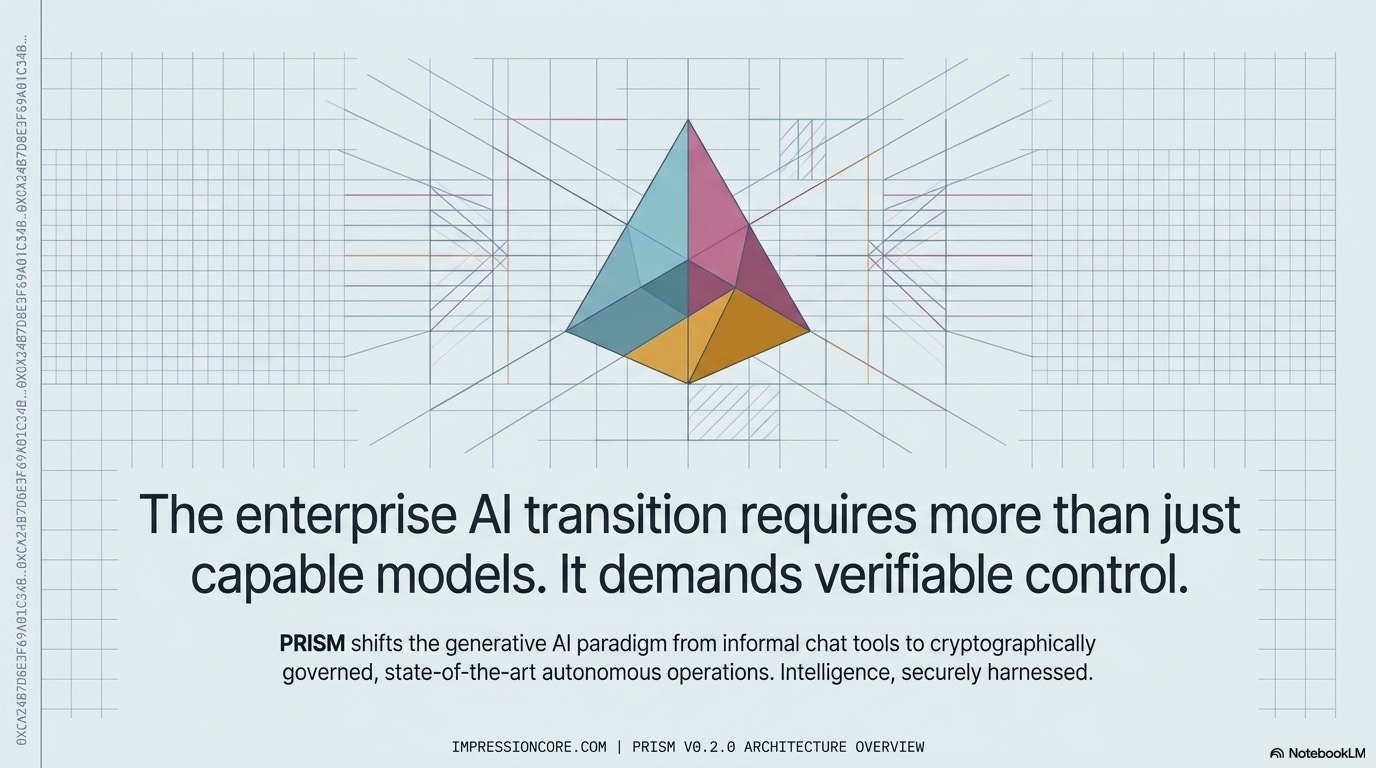 The enterprise AI transition requires more than just
capable models. It demands verifiable control.
PRISM shifts the generative AI paradigm from informal chat tools to cryptographically
governed, state-of-the-art autonomous operations. Intelligence, securely harnessed.
IMPRESSIONCORE.COM | PRISM V0.2.0 ARCHITECTURE OVERVIEW
NotebookLM